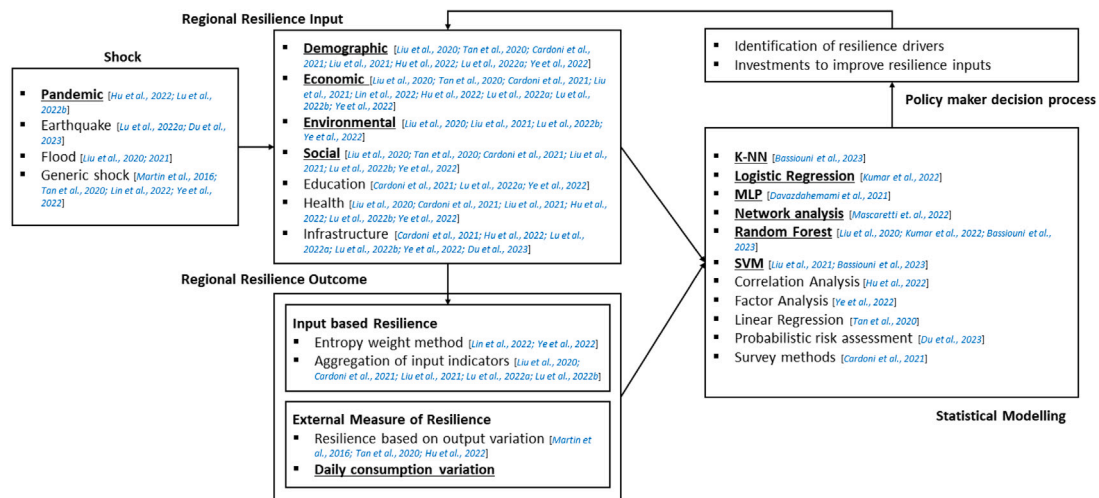 Regional Resilience Input
Shock
▪ Pandemic [Hu et al., 2022; Lu et al.,
2022b]
▪ Earthquake [Lu et al., 2022a; Du et al.,
2023]
▪ Flood [Liu et al., 2020; 2021]
▪ Generic shock [Martin et al., 2016;
Tan et al., 2020; Lin et al., 2022; Ye et al.,
2022]
▪ Demographic [Liu et al., 2020; Tan et al., 2020; Cardoni et al.,
2021; Liu et al., 2021; Hu et al., 2022; Lu et al., 2022a; Ye et al., 2022]
▪ Economic [Liu et al., 2020; Tan et al., 2020; Cardoni et al., 2021; Liu
et al., 2021; Lin et al., 2022; Hu et al., 2022; Lu et al., 2022a; Lu et al.,
2022b; Ye et al., 2022]
▪ Environmental [Liu et al., 2020; Liu et al., 2021; Lu et al., 2022b;
Ye et al., 2022]
▪ Social [Liu et al., 2020; Tan et al., 2020; Cardoni et al., 2021; Liu et al.,
2021; Lu et al., 2022b; Ye et al., 2022]
▪ Education [Cardoni et al., 2021; Lu et al., 2022a; Ye et al., 2022]
▪ Health [Liu et al., 2020; Cardoni et al., 2021; Liu et al., 2021; Hu et al.,
2022; Lu et al., 2022b; Ye et al., 2022]
▪ Infrastructure [Cardoni et al., 2021; Hu et al., 2022; Lu et al.,
2022a; Lu et al., 2022b; Ye et al., 2022; Du et al., 2023]
Regional Resilience Outcome
Input based Resilience
▪ Entropy weight method [Lin et al., 2022; Ye et al., 2022]
▪ Aggregation of input indicators [Liu et al., 2020;
Cardoni et al., 2021; Liu et al., 2021; Lu et al., 2022a; Lu et al., 2022b]
External Measure of Resilience
▪ Resilience based on output variation [Martin et
al., 2016; Tan et al., 2020; Hu et al., 2022]
▪ Daily consumption variation
▪ Identification of resilience drivers
▪ Investments to improve resilience inputs
Policy maker decision process
▪ K-NN [Bassiouni et al., 2023]
▪ Logistic Regression [Kumar et al., 2022]
▪ MLP [Davazdahemami et al., 2021]
▪ Network analysis [Mascaretti et. al., 2022]
▪ Random Forest [Liu et al., 2020; Kumar et al., 2022; Bassiouni et al.,
2023]
▪ SVM [Liu et al., 2021; Bassiouni et al., 2023]
▪ Correlation Analysis [Hu et al., 2022]
▪ Factor Analysis [Ye et al., 2022]
▪ Linear Regression [Tan et al., 2020]
▪ Probabilistic risk assessment [Du et al., 2023]
▪ Survey methods [Cardoni et al., 2021]
Statistical Modelling